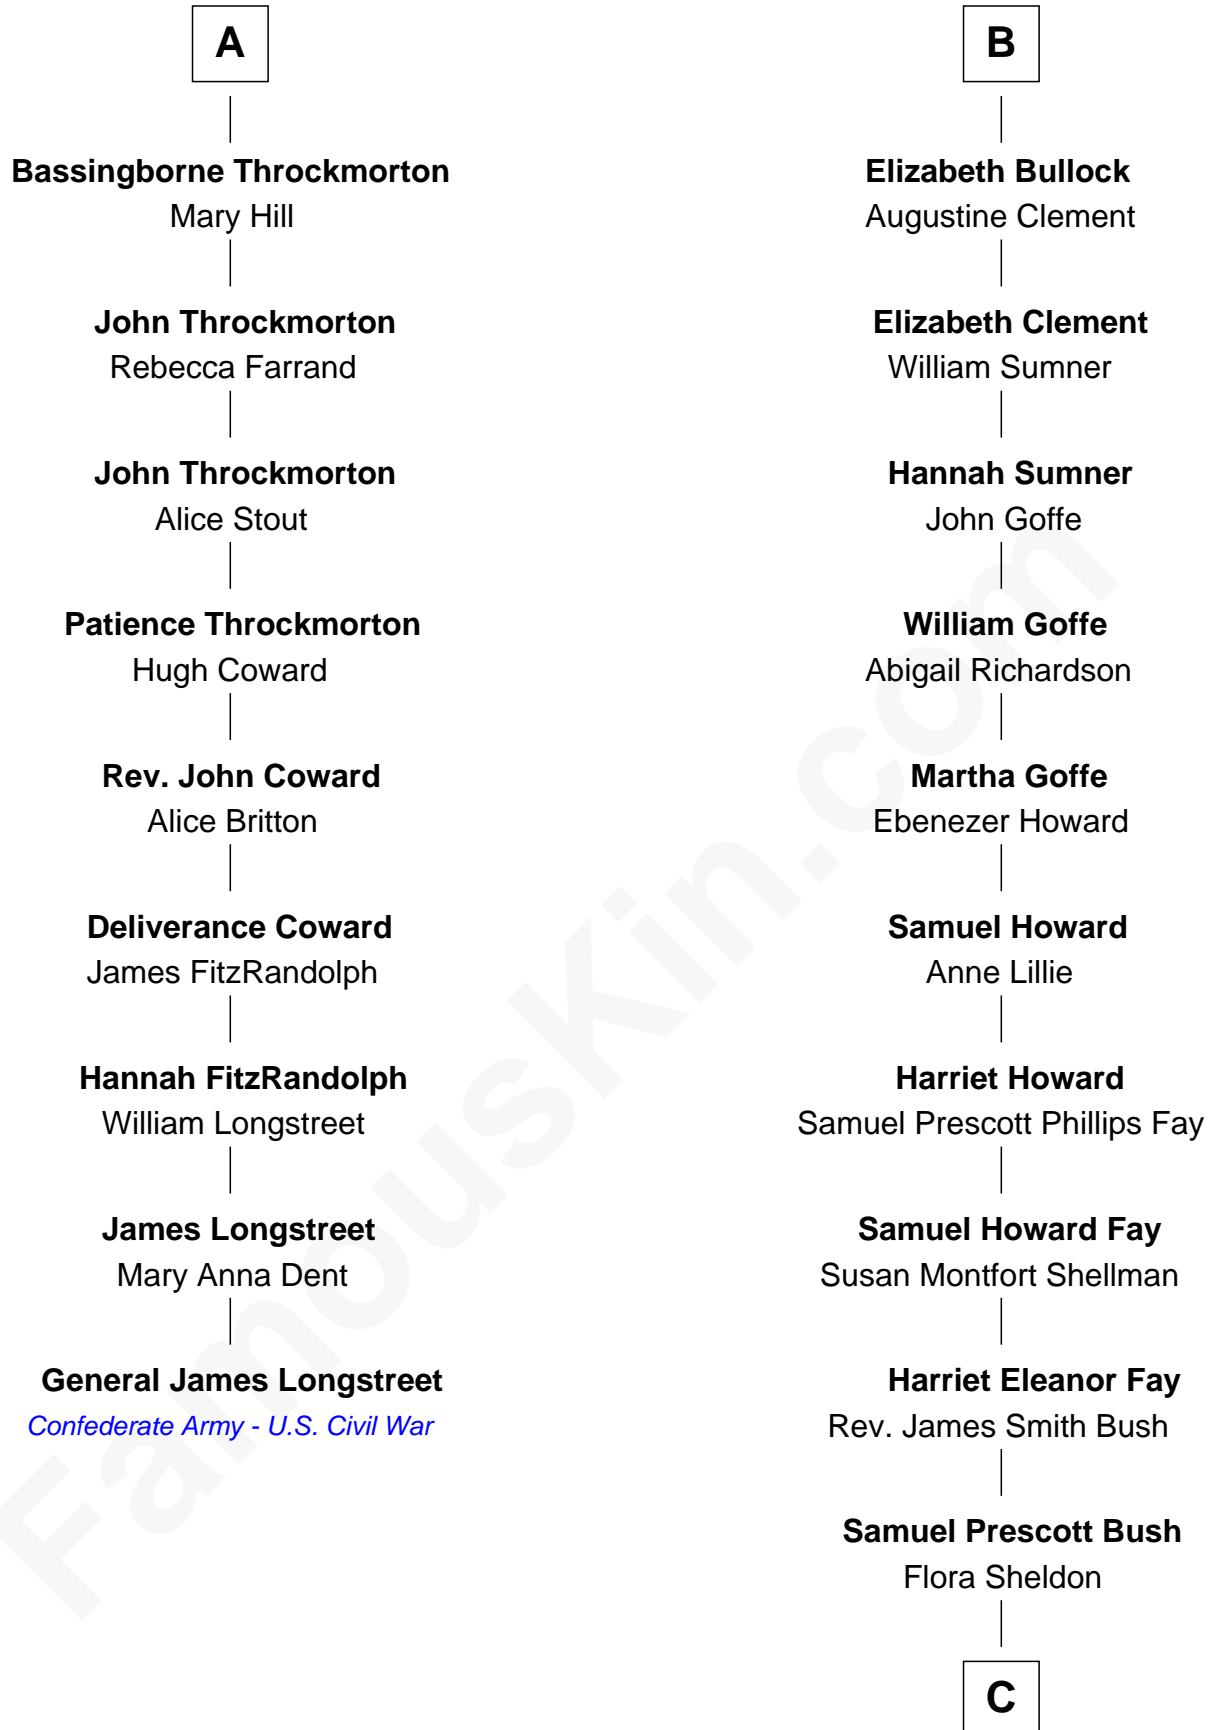 A
Bassingborne Throckmorton
Mary Hill
John Throckmorton
Rebecca Farrand
John Throckmorton
Alice Stout
Patience Throckmorton
Hugh Coward
Rev. John Coward
Alice Britton
Deliverance Coward
James FitzRandolph
Hannah FitzRandolph
William Longstreet
James Longstreet
Mary Anna Dent
General James Longstreet
Confederate Army - U.S. Civil War
B
Elizabeth Bullock
Augustine Clement
Elizabeth Clement
William Sumner
Hannah Sumner
John Goffe
William Goffe
Abigail Richardson
Martha Goffe
Ebenezer Howard
Samuel Howard
Anne Lillie
Harriet Howard
Samuel Prescott Phillips Fay
Samuel Howard Fay
Susan Montfort Shellman
Harriet Eleanor Fay
Rev. James Smith Bush
Samuel Prescott Bush
Flora Sheldon
C
FamousKin.com